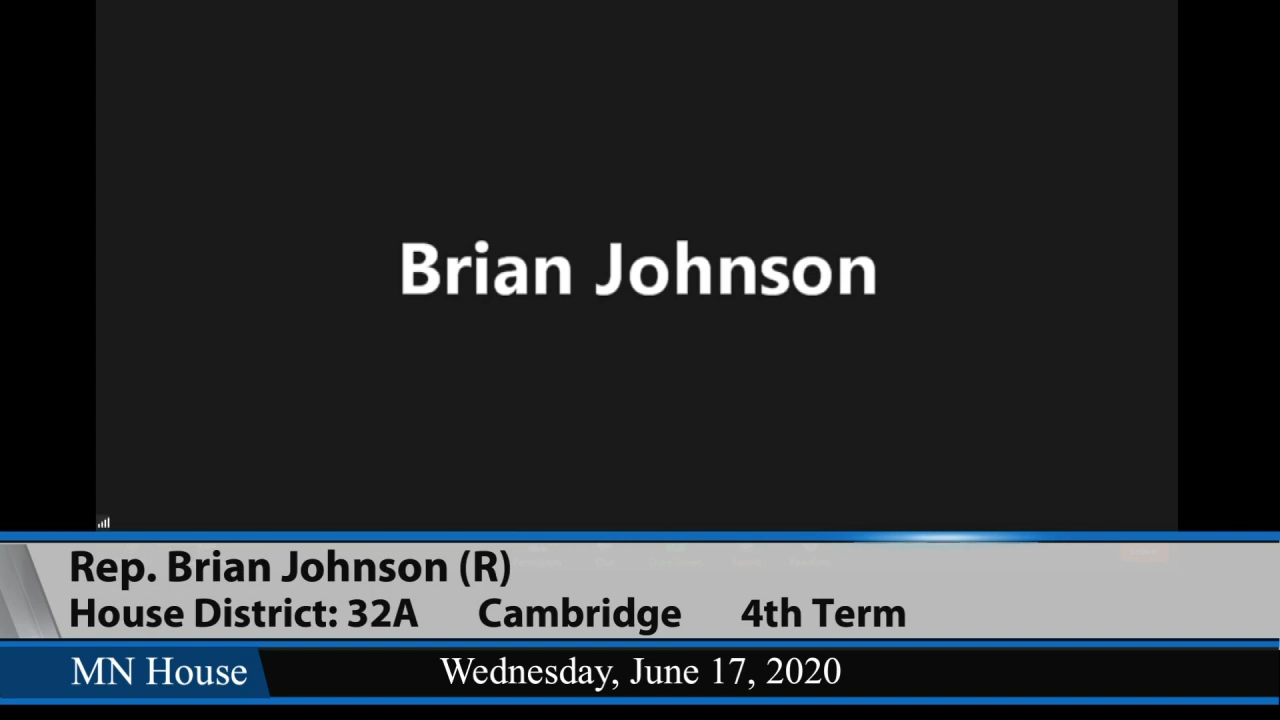 Brian Johnson
Rep. Brian Johnson (R)
House District: 32A Cambridge 4th Term
MN House Wednesday, June 17, 2020